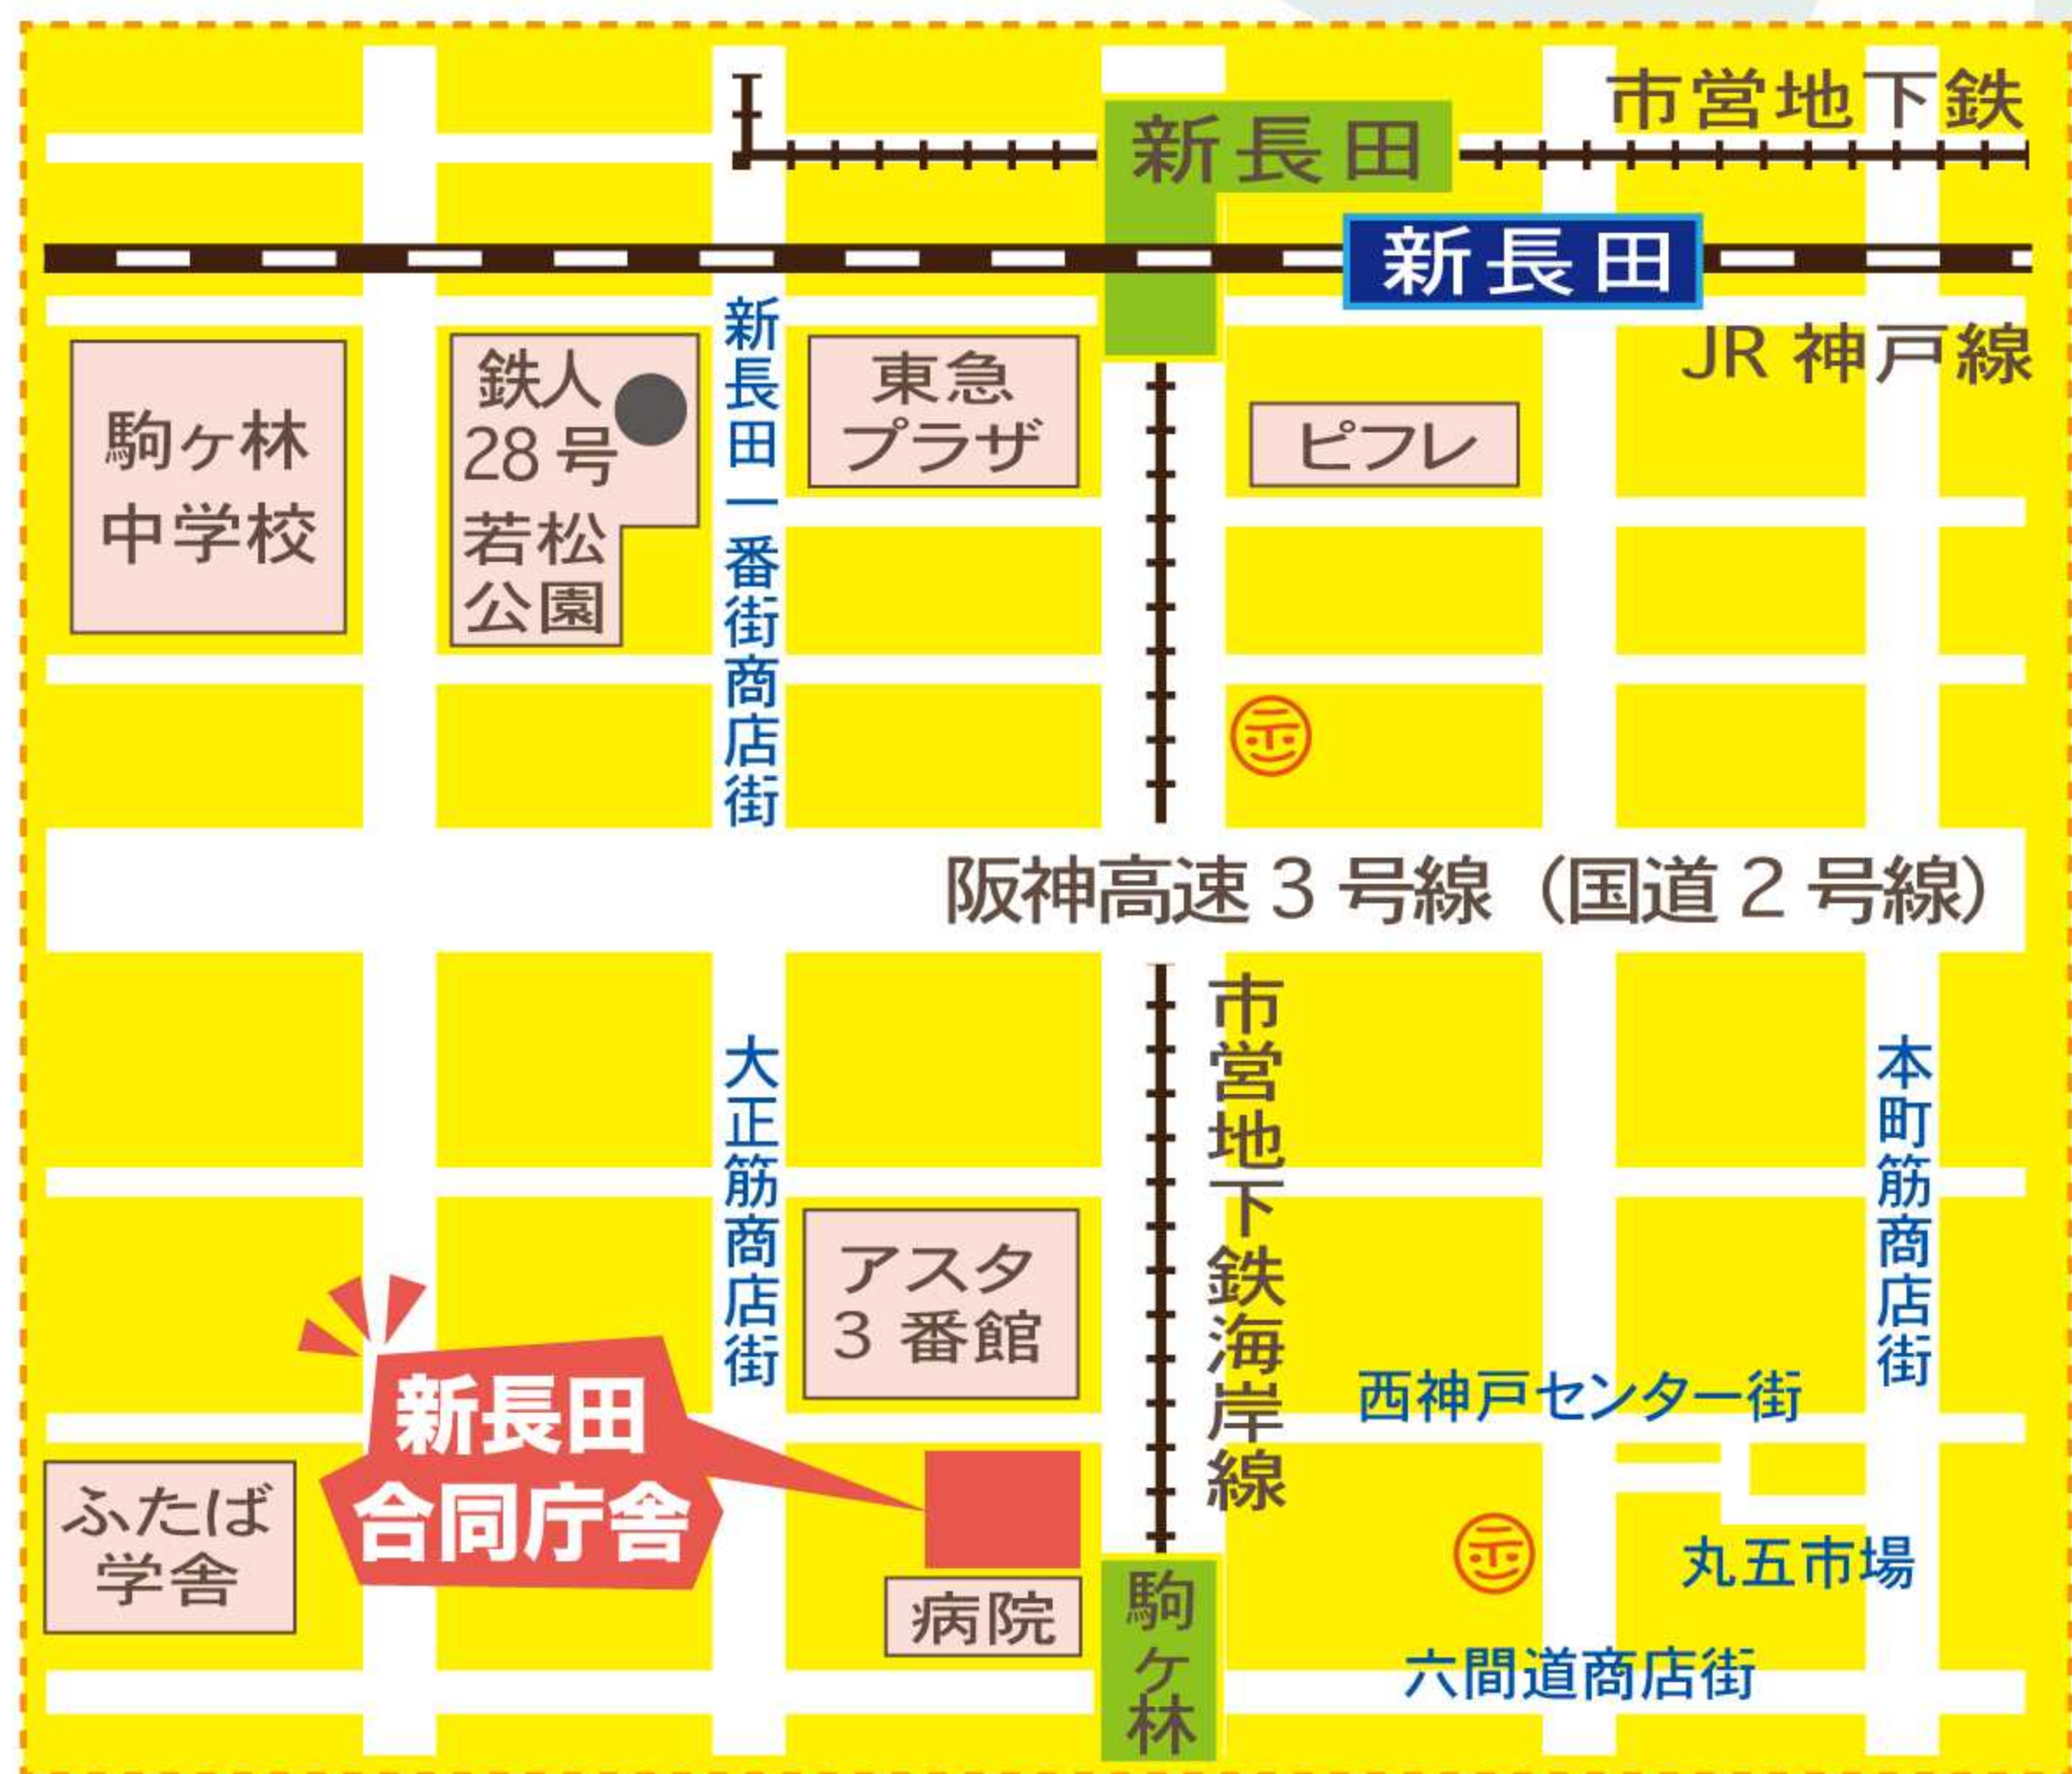 市営地下鉄
新長田
新長田
JR 神戸線
駒ヶ林
中学校
鉄人
28 号
若松
公園
新長田一番街商店街
東急
プラザ
ピフレ
阪神高速 3 号線（国道 2 号線）
大正筋商店街
市営地下鉄海岸線
本町筋商店街
アスタ
3 番館
西神戸センター街
新長田
合同庁舎
ふたば
学舎
病院
駒ヶ林
丸五市場
六間道商店街